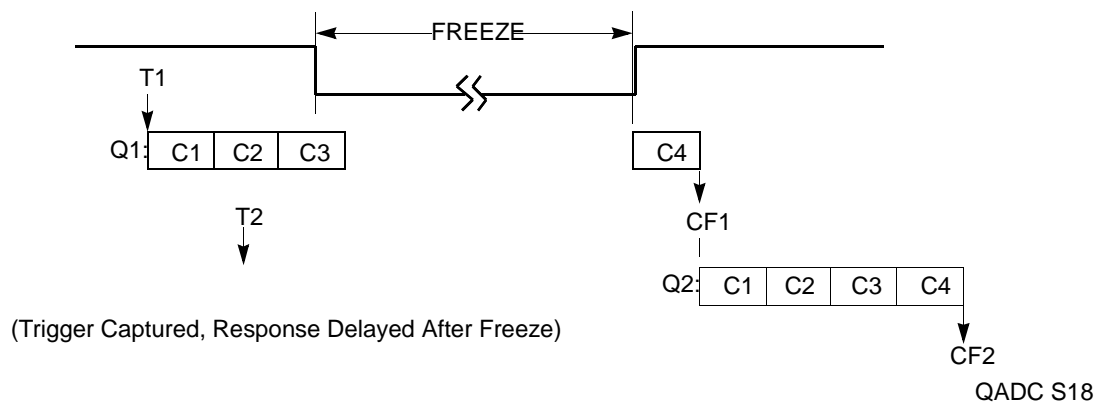 FREEZE
T1
Q1: C1 C2 C3
C4
T2
CF1
Q2: C1 C2 C3 C4
(Trigger Captured, Response Delayed After Freeze)
CF2
QADC S18